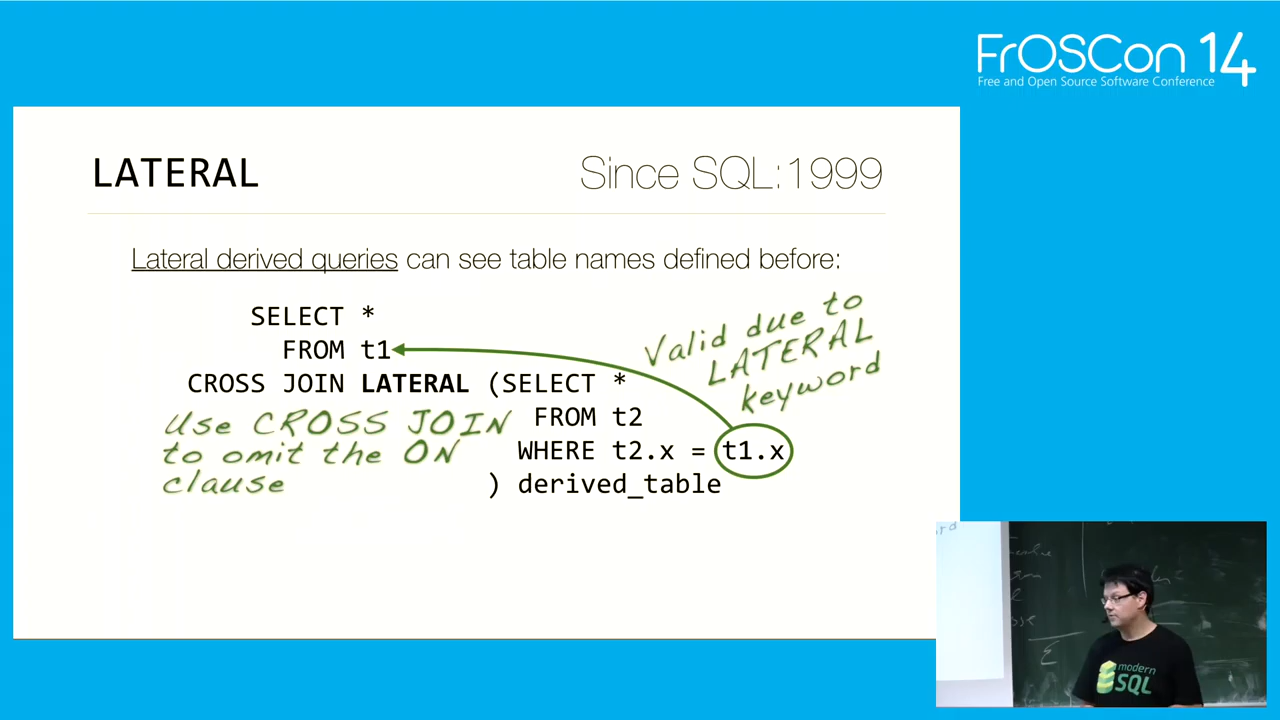 FrOSCon 14
Free and Open Source Software Conference
LATERAL
Since SQL:1999
Lateral derived queries can see table names defined before:
SELECT *
FROM t1
CROSS JOIN LATERAL (SELECT *
FROM t2
WHERE t2.x = t1.x
) derived_table
Valid due to
LATERAL
keyword
Use CROSS JOIN
to omit the ON
clause
modern
SQL